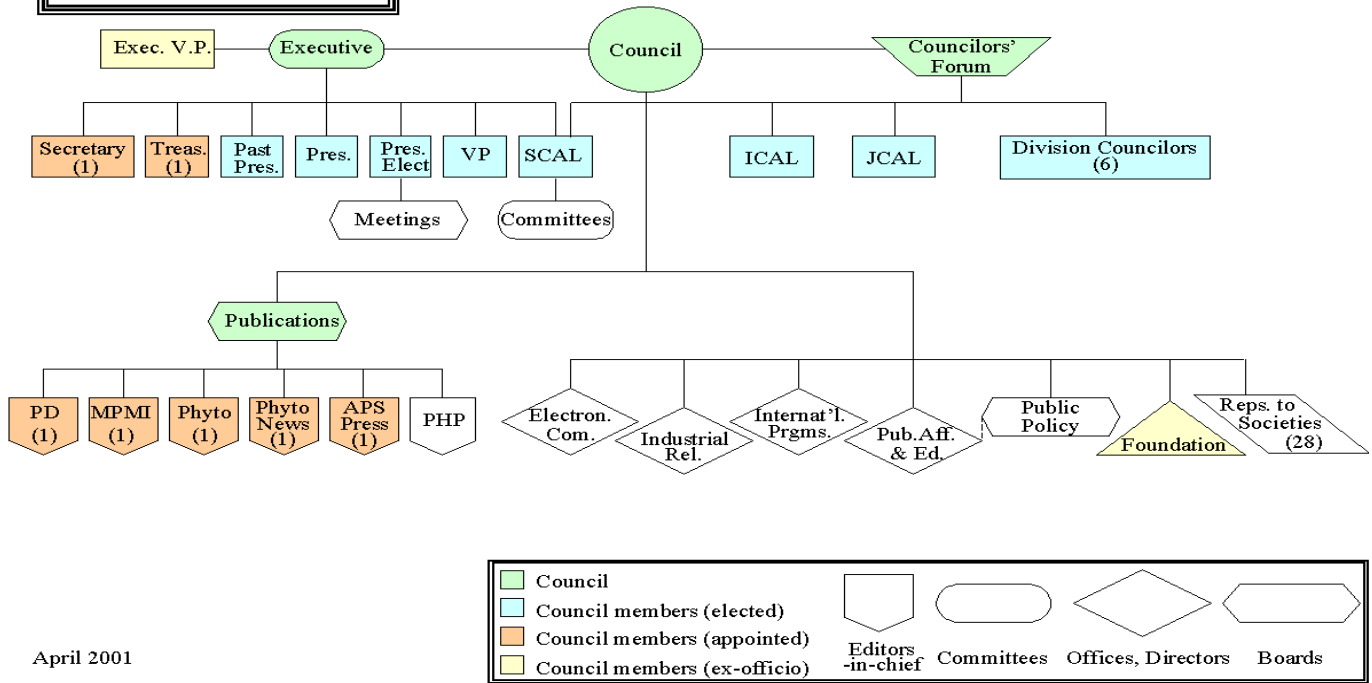 Exec. V.P.
Executive
Council
Councilors'
Forum
Secretary
(1)
Treas.
(1)
Past
Pres.
Pres.
Pres.
Elect
VP
SCAL
ICAL
JCAL
Division Councilors
(6)
Meetings
Committees
Publications
PD
(1)
MPMI
(1)
Phyto
(1)
Phyto
News
(1)
APS
Press
(1)
PHP
Electron.
Com.
Industrial
Rel.
Internat'l.
Prgms.
Pub.Aff.
& Ed.
Public
Policy
Foundation
Reps. to
Societies
(28)
Council
Council members (elected)
Council members (appointed)
Council members (ex-officio)
Editors
-in-chief
Committees
Offices, Directors
Boards
April 2001